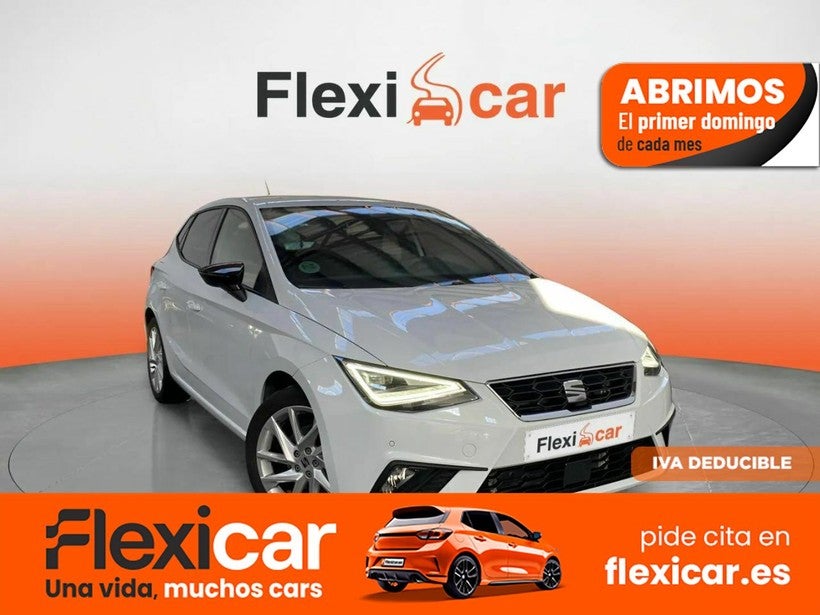 Flexicar
ABRIMOS
El primer domingo
de cada mes
Flexicar
IVA DEDUCIBLE
Flexicar
Una vida, muchos cars
pide cita en
flexicar.es